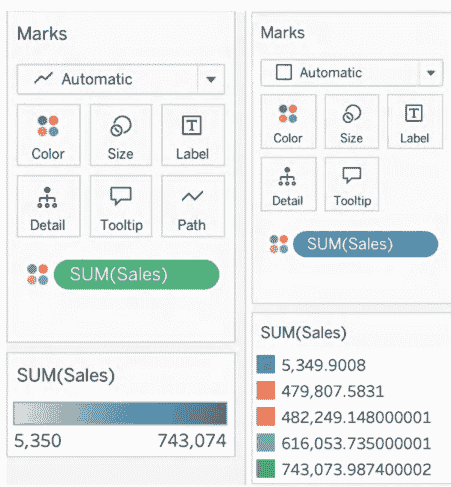 Marks
Automatic
Color Size Label
Detail Tooltip Path
SUM(Sales)
SUM(Sales)
5,350 743,074
Marks
Automatic
Color Size Label
Detail Tooltip
SUM(Sales)
SUM(Sales)
5,349.9008
479,807.5831
482,249.148000001
616,053.735000001
743,073.987400002